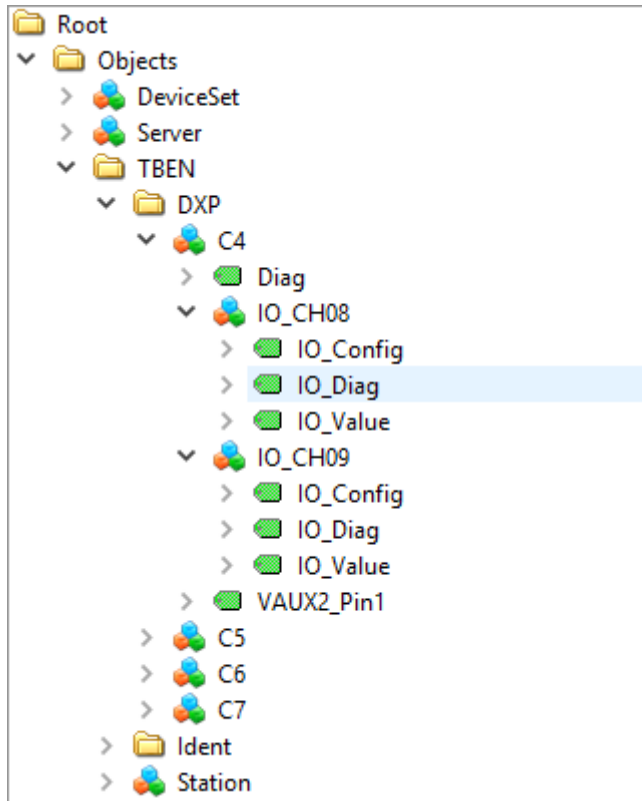 Root
Objects
DeviceSet
Server
TBEN
DXP
C4
Diag
IO_CH08
IO_Config
IO_Diag
IO_Value
IO_CH09
IO_Config
IO_Diag
IO_Value
VAUX2_Pin1
C5
C6
C7
Ident
Station